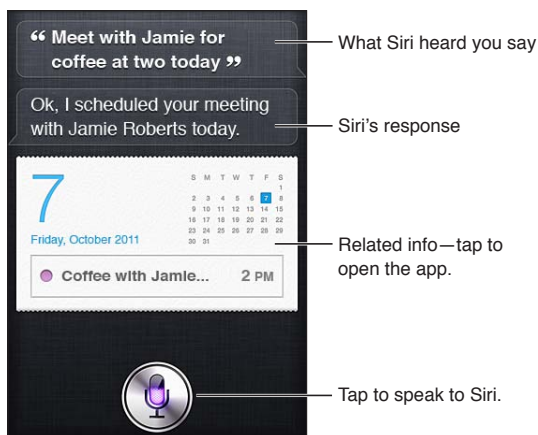 “ Meet with Jamie for
coffee at two today ”
What Siri heard you say
Ok, I scheduled your meeting
with Jamie Roberts today.
Siri’s response
7
Friday, October 2011
S M T W T F S
1
2 3 4 5 6 7 8
9 10 11 12 13 14 15
16 17 18 19 20 21 22
23 24 25 26 27 28 29
30 31
Coffee with Jamie... 2 PM
Related info—tap to
open the app.
Tap to speak to Siri.